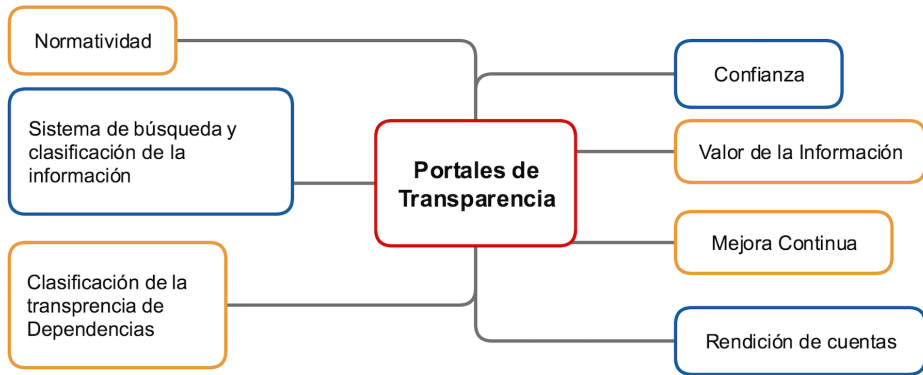 Normatividad
Sistema de búsqueda y
clasificación de la
información
Clasificación de la
transprencia de
Dependencias
Portales de
Transparencia
Confianza
Valor de la Información
Mejora Continua
Rendición de cuentas